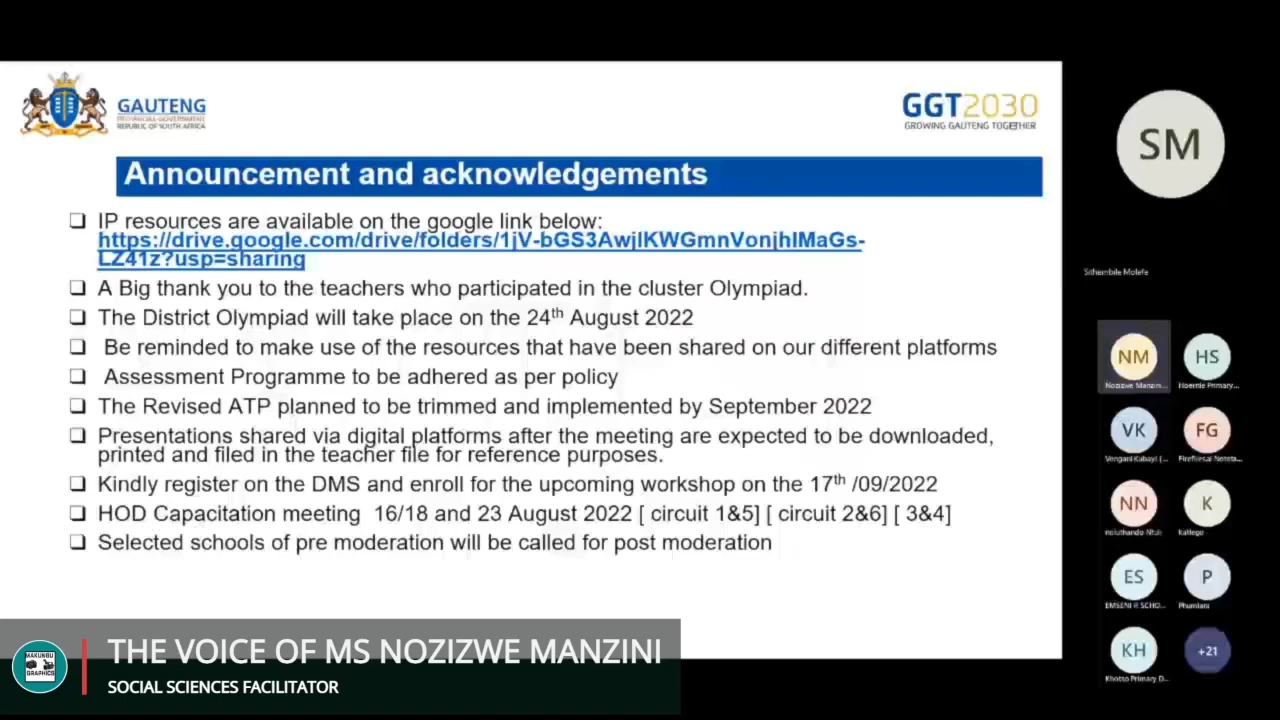 GAUTENG
PROVINCIAL GOVERNMENT
REPUBLIC OF SOUTH AFRICA
GGT2030
GROWING GAUTENG TOGETHER
Announcement and acknowledgements
❑ IP resources are available on the google link below:
https://drive.google.com/drive/folders/1jV-bGS3AwjlKWGmnVonjhlMaGs-
LZ41z?usp=sharing
❑ A Big thank you to the teachers who participated in the cluster Olympiad.
❑ The District Olympiad will take place on the 24th August 2022
❑ Be reminded to make use of the resources that have been shared on our different platforms
❑ Assessment Programme to be adhered as per policy
❑ The Revised ATP planned to be trimmed and implemented by September 2022
❑ Presentations shared via digital platforms after the meeting are expected to be downloaded,
printed and filed in the teacher file for reference purposes.
❑ Kindly register on the DMS and enroll for the upcoming workshop on the 17th /09/2022
❑ HOD Capacitation meeting 16/18 and 23 August 2022 [ circuit 1&5] [ circuit 2&6] [ 3&4]
❑ Selected schools of pre moderation will be called for post moderation
SM
Sithembile Molefe
NM
Nozizwe Manzini...
HS
Hoernle Primary...
VK
Vengani Kubayi (...
FG
NN
noluthando Ntuli
K
katlego
ES
EMSENI P SCHO...
P
Phumlani
KH
Khotso Primary D...
+21
MAKUNGU
GRAPHICS
THE VOICE OF MS NOZIZWE MANZINI
SOCIAL SCIENCES FACILITATOR